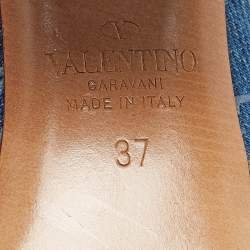 VALENTINO
GARAVANI
MADE IN ITALY
37